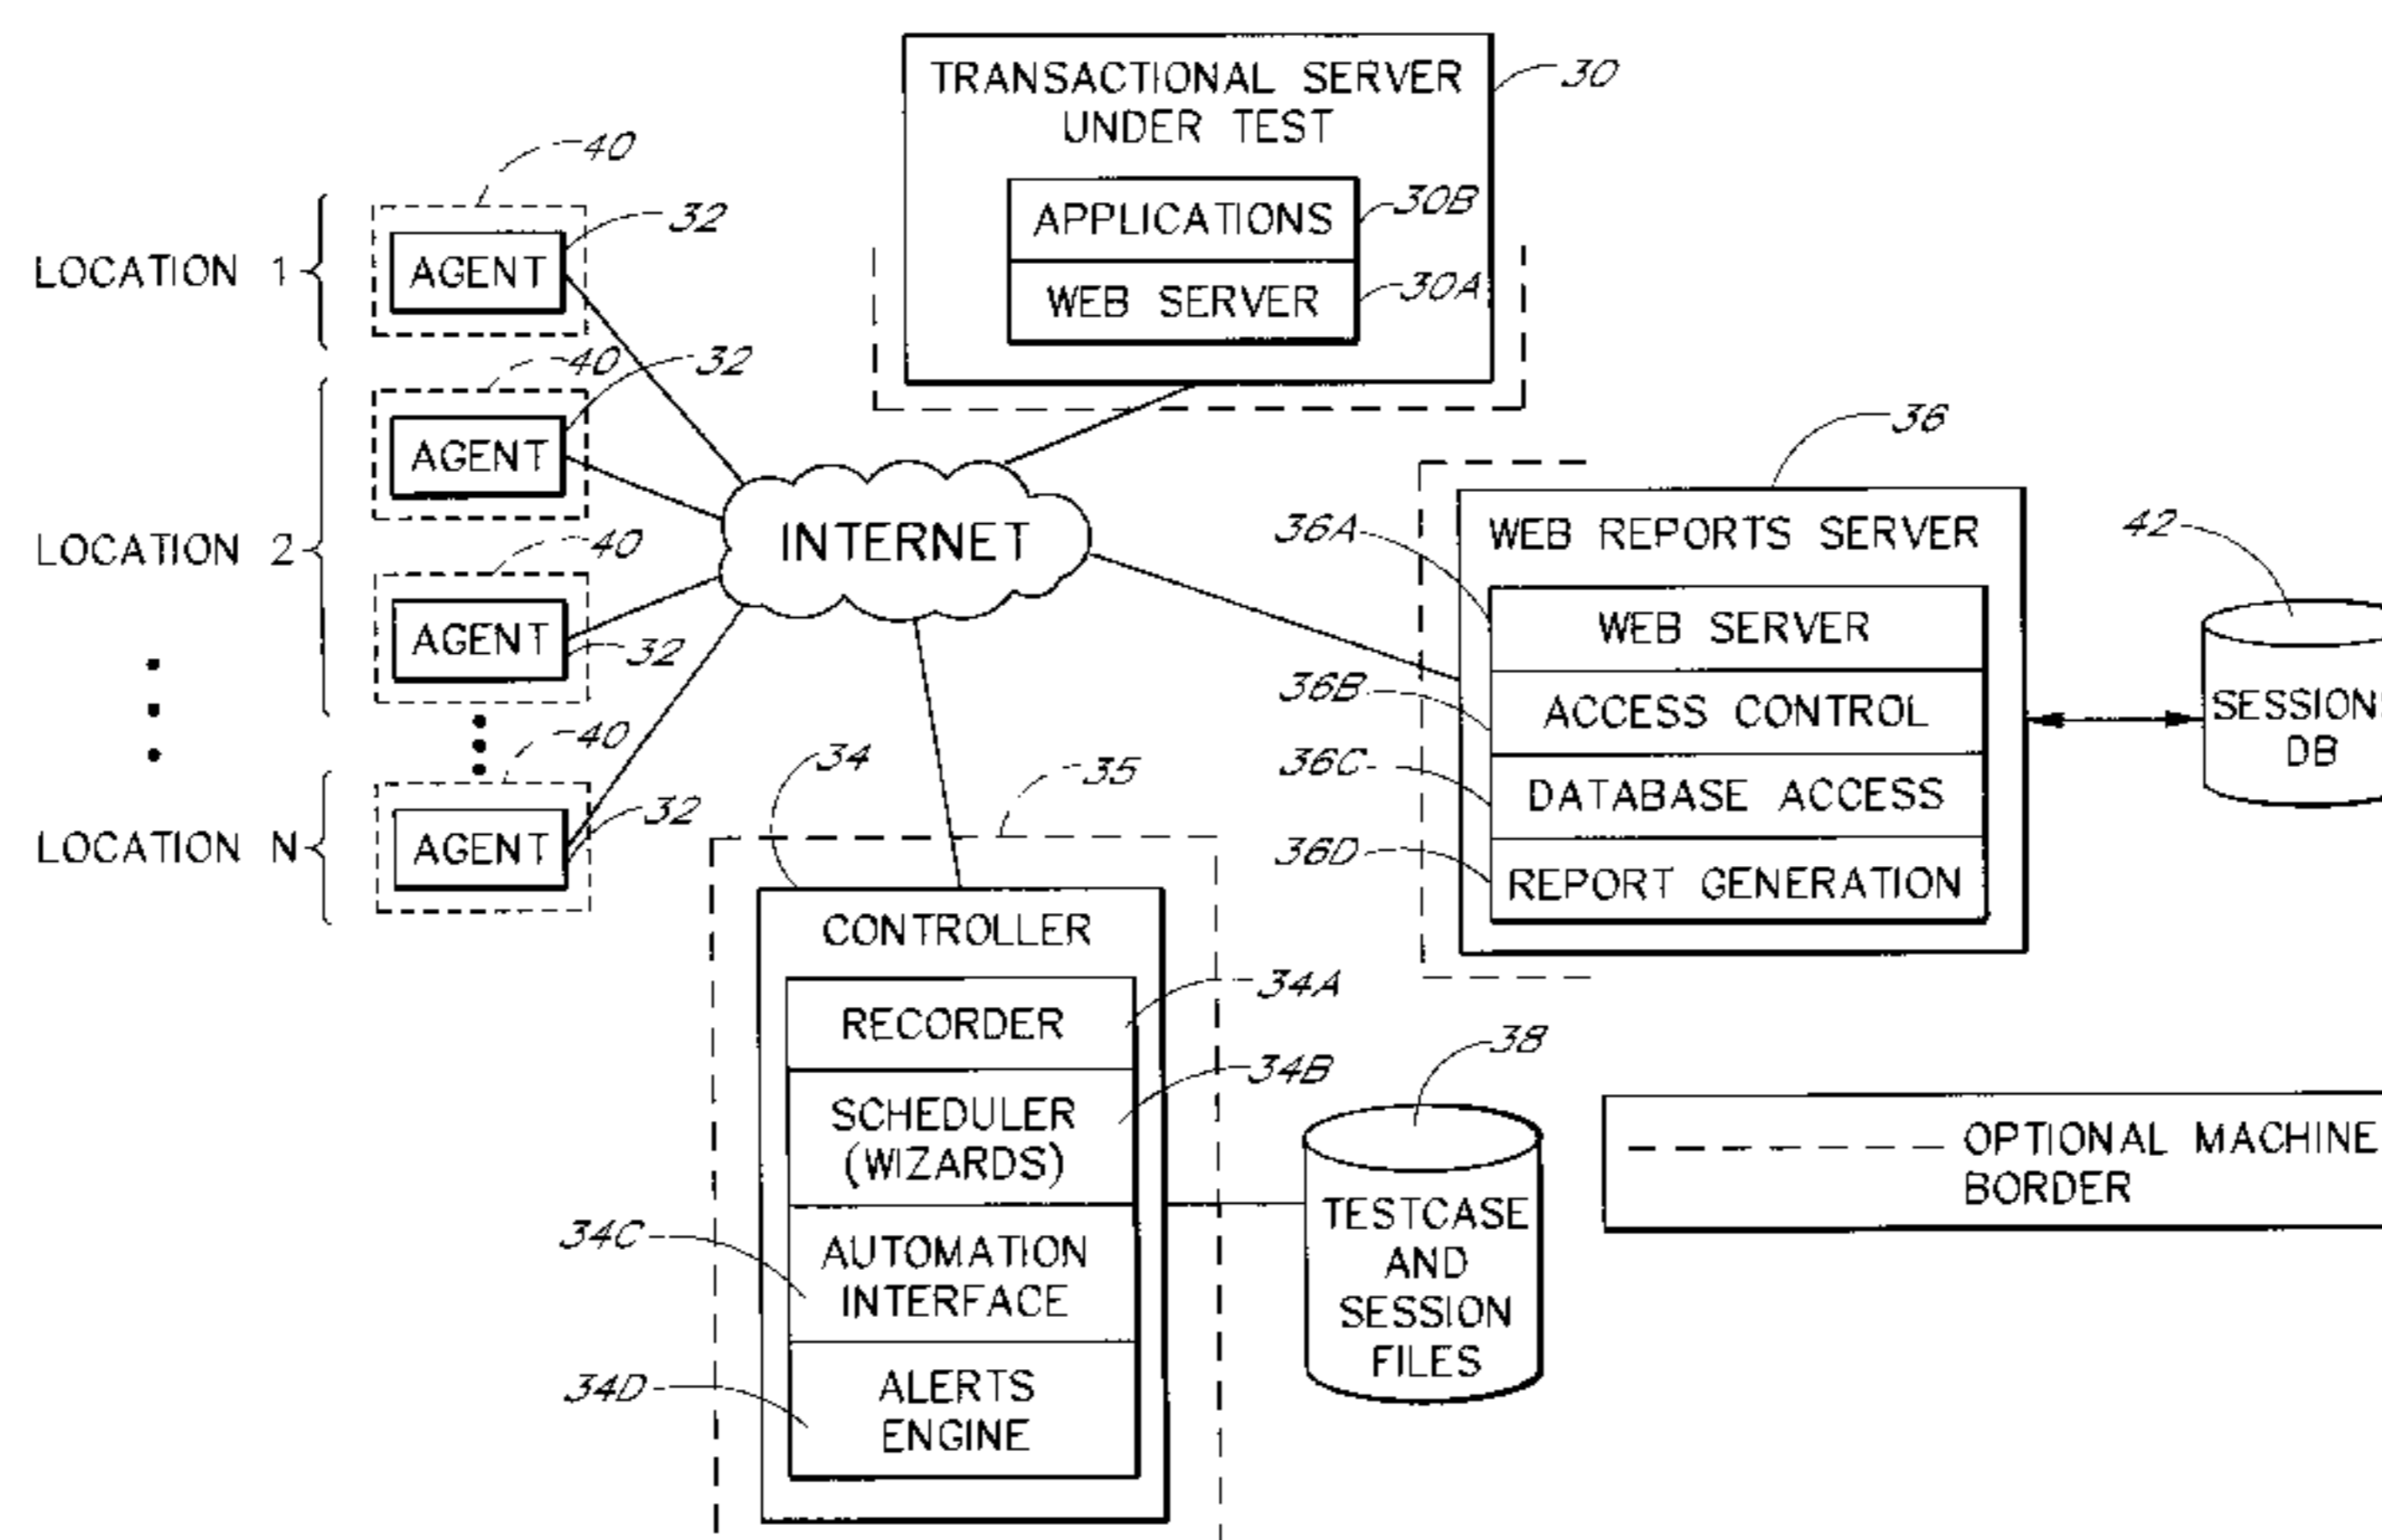 TRANSACTIONAL SERVER
UNDER TEST
30
APPLICATIONS
30B
WEB SERVER
30A
LOCATION 1
40
AGENT
32
LOCATION 2
40
AGENT
32
40
AGENT
32
LOCATION N
40
AGENT
32
INTERNET
36
WEB REPORTS SERVER
36A
WEB SERVER
36B
ACCESS CONTROL
36C
DATABASE ACCESS
36D
REPORT GENERATION
42
SESSIONS
DB
34
35
CONTROLLER
RECORDER
34A
SCHEDULER
(WIZARDS)
34B
34C
AUTOMATION
INTERFACE
34D
ALERTS
ENGINE
38
TESTCASE
AND
SESSION
FILES
OPTIONAL MACHINE
BORDER